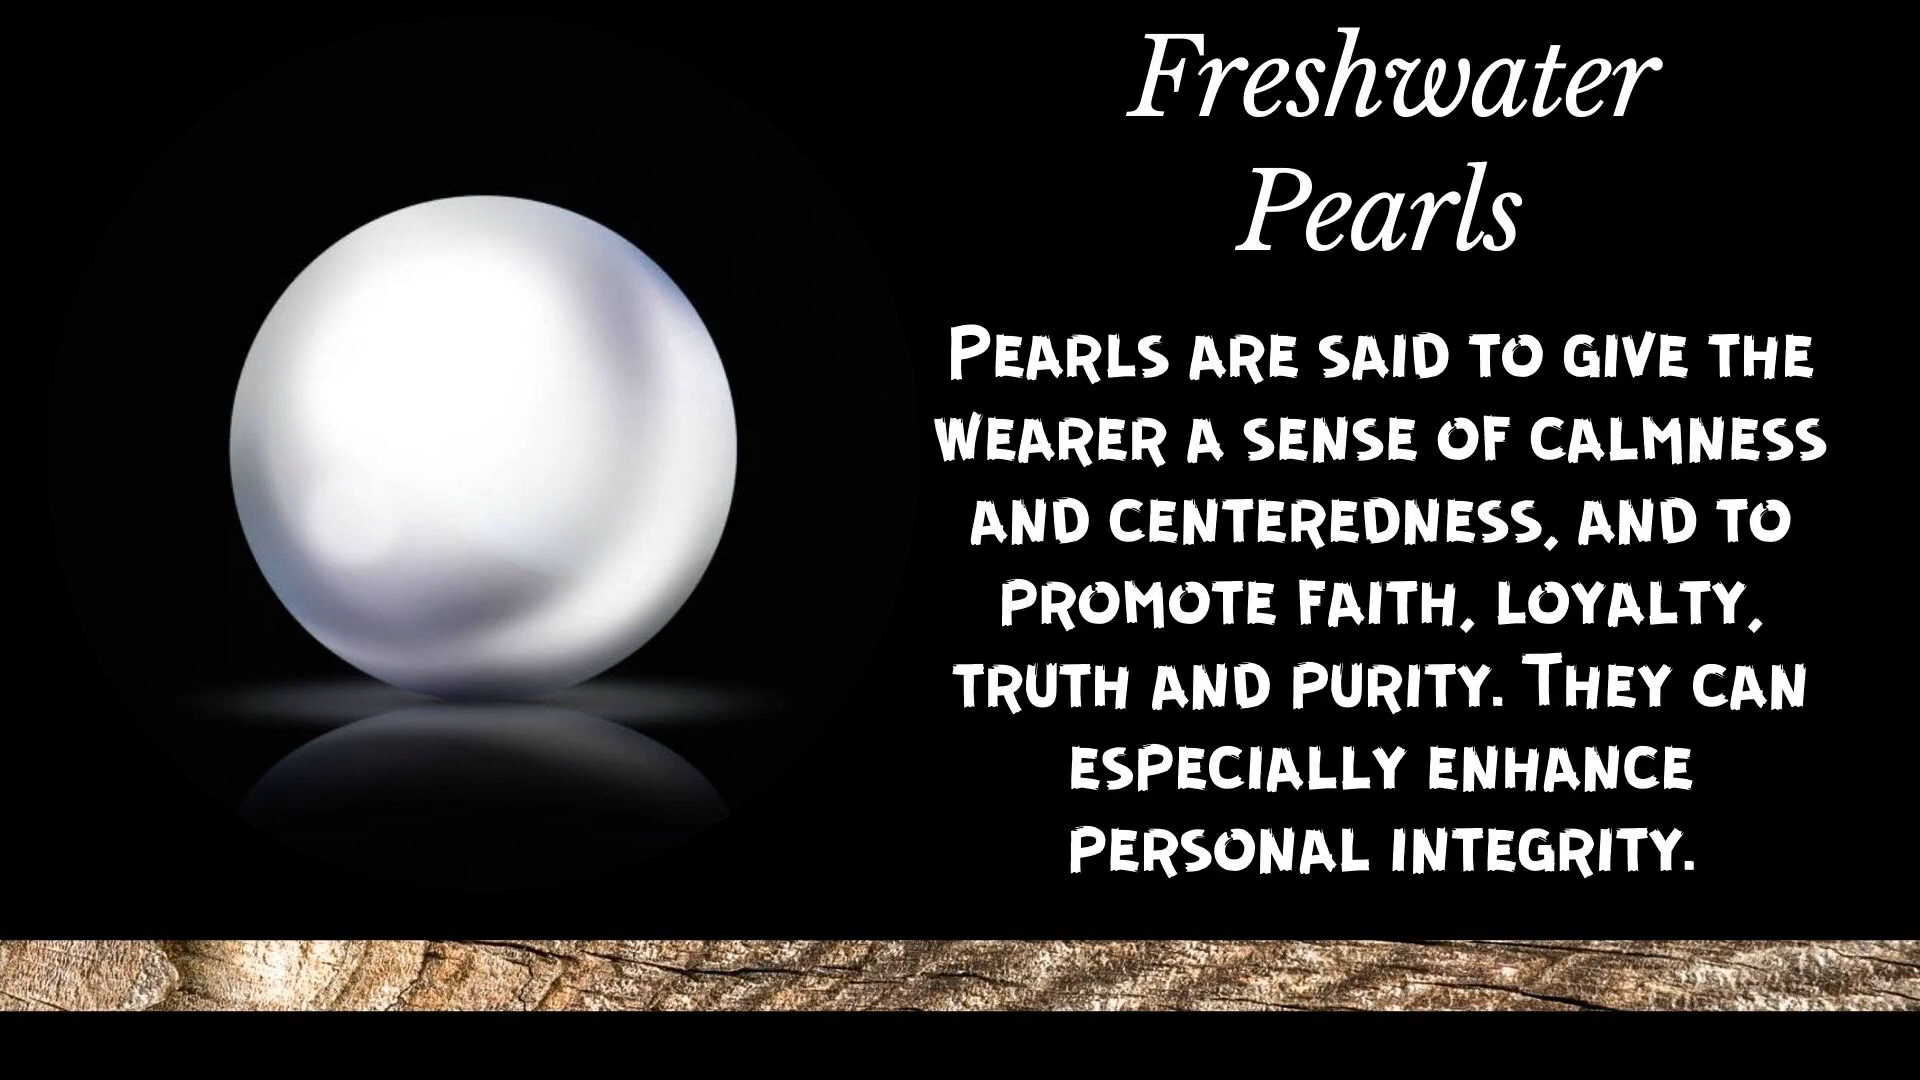 Freshwater
Pearls
Pearls are said to give the
wearer a sense of calmness
and centeredness, and to
promote faith, loyalty,
truth and purity. They can
especially enhance
personal integrity.